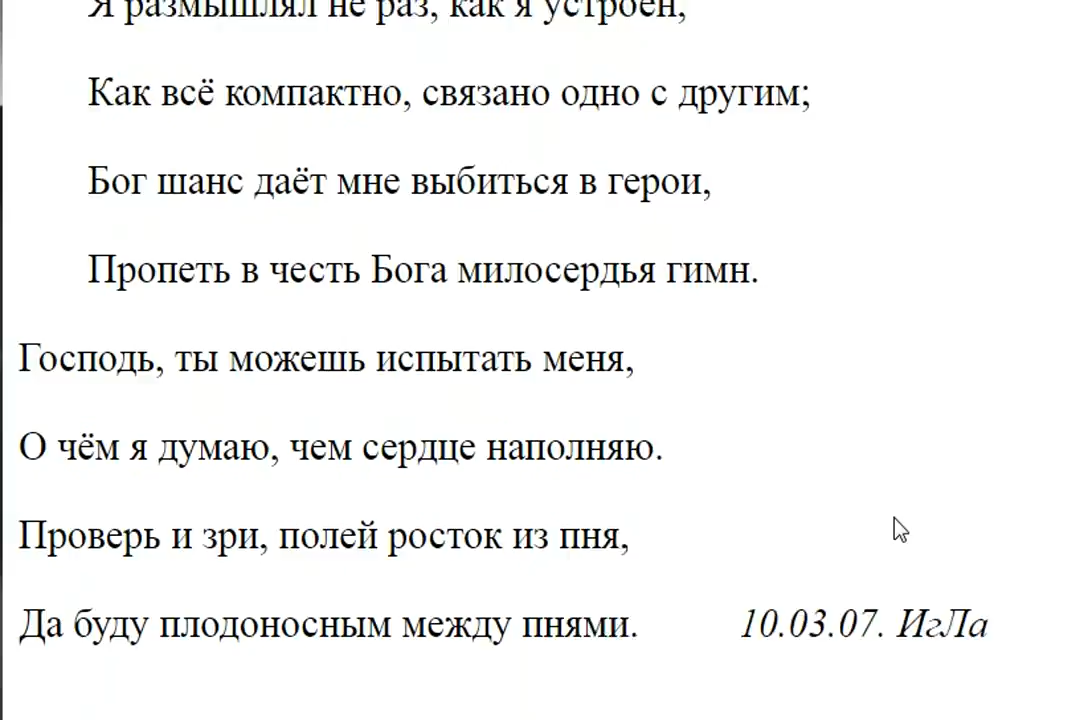 Я размышлял не раз, как я устроен,
Как всё компактно, связано одно с другим;
Бог шанс даёт мне выбиться в герои,
Пропеть в честь Бога милосердья гимн.
Господь, ты можешь испытать меня,
О чём я думаю, чем сердце наполняю.
Проверь и зри, полей росток из пня,
Да буду плодоносным между пнями. 10.03.07. ИгЛа